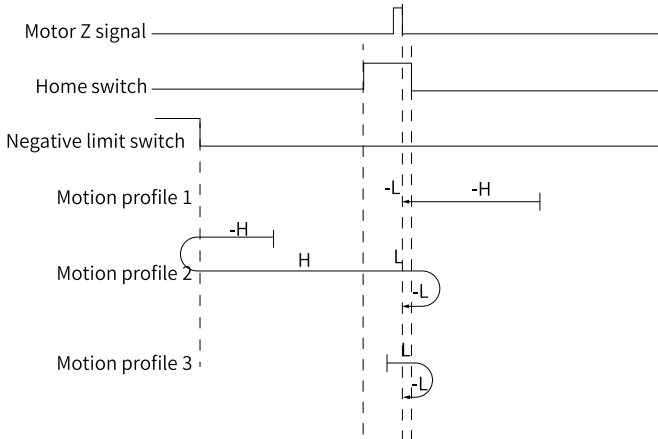 Motor Z signal
Home switch
Negative limit switch
Motion profile 1
-L
-H
-H
Motion profile 2
H
L
-L
Motion profile 3
L
-L